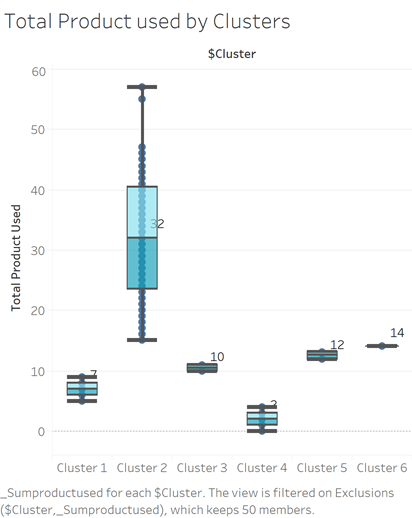 Total Product used by Clusters
$Cluster
Total Product Used
60
50
40
30
20
10
0
7
32
10
2
12
14
Cluster 1 Cluster 2 Cluster 3 Cluster 4 Cluster 5 Cluster 6
_Sumproductused for each $Cluster. The view is filtered on Exclusions
($Cluster,_Sumproductused), which keeps 50 members.